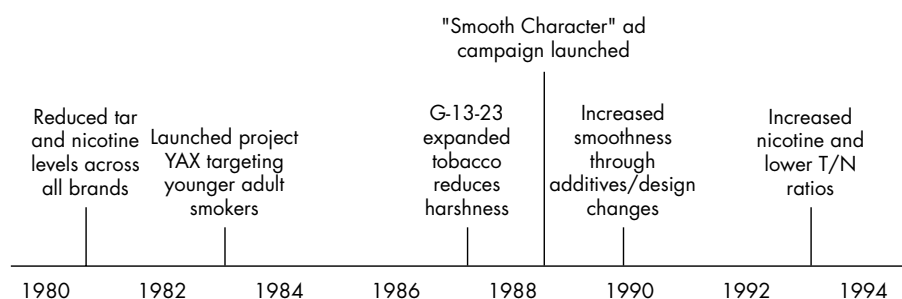 "Smooth Character" ad
campaign launched
Reduced tar
and nicotine
levels across
all brands
Launched project
YAX targeting
younger adult
smokers
G-13-23
expanded
tobacco
reduces
harshness
Increased
smoothness
through
additives/design
changes
Increased
nicotine and
lower T/N
ratios
1980 1982 1984 1986 1988 1990 1992 1994